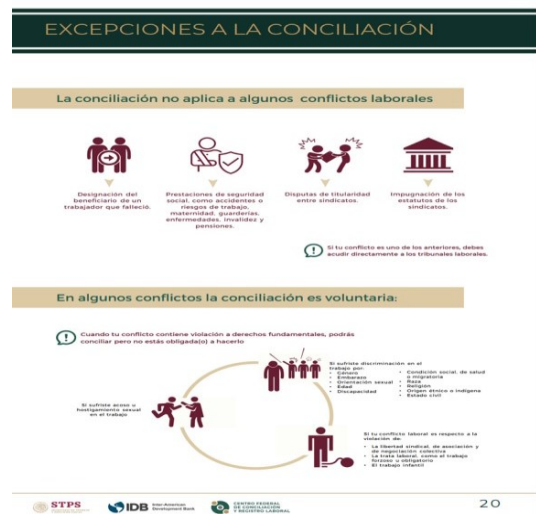 EXCEPCIONES A LA CONCILIACIÓN
La conciliación no aplica a algunos conflictos laborales
Designación del
beneficiario de un
trabajador que falleció.
Prestaciones de seguridad
social, como accidentes o
riesgos de trabajo,
maternidad, guarderías,
enfermedades, invalidez y
pensiones.
Disputas de titularidad
entre sindicatos.
Impugnación de los
estatutos de los
sindicatos.
Si tu conflicto es uno de los anteriores, debes
acudir directamente a los tribunales laborales.
En algunos conflictos la conciliación es voluntaria:
Cuando tu conflicto contiene violación a derechos fundamentales, podrás
conciliar pero no estás obligada(o) a hacerlo
Si sufriste discriminación en el
trabajo por:
• Género
• Embarazo
• Orientación sexual
• Edad
• Discapacidad
• Condición social, de salud
o migratoria
• Raza
• Religión
• Origen étnico o indígena
• Estado civil
Si sufriste acoso u
hostigamiento sexual
en el trabajo.
Si tu conflicto laboral es respecto a la
violación de:
• La libertad sindical, de asociación y
de negociación colectiva
• La trata laboral, como el trabajo
forzoso u obligatorio
• El trabajo infantil
STPS
IDB Inter-American
Development Bank
CENTRO FEDERAL
DE CONCILIACIÓN
Y REGISTRO LABORAL
20